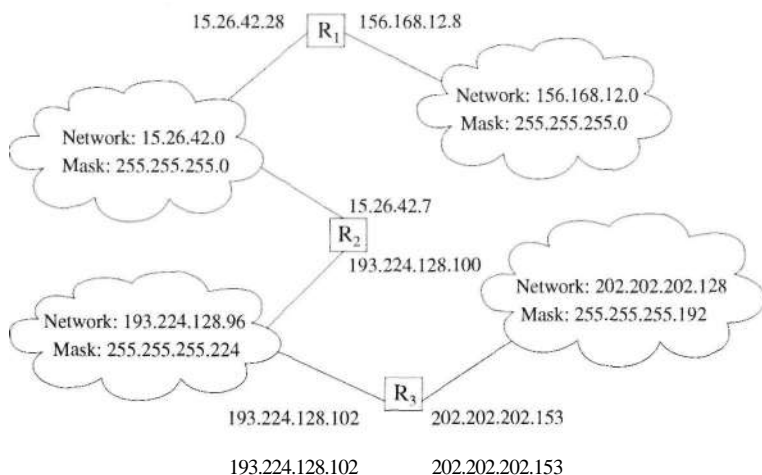 15.26.42.28
R1
156.168.12.8
Network: 156.168.12.0
Mask: 255.255.255.0
Network: 15.26.42.0
Mask: 255.255.255.0
15.26.42.7
R2
193.224.128.100
Network: 202.202.202.128
Mask: 255.255.255.192
Network: 193.224.128.96
Mask: 255.255.255.224
R3
193.224.128.102
202.202.202.153
193.224.128.102
202.202.202.153